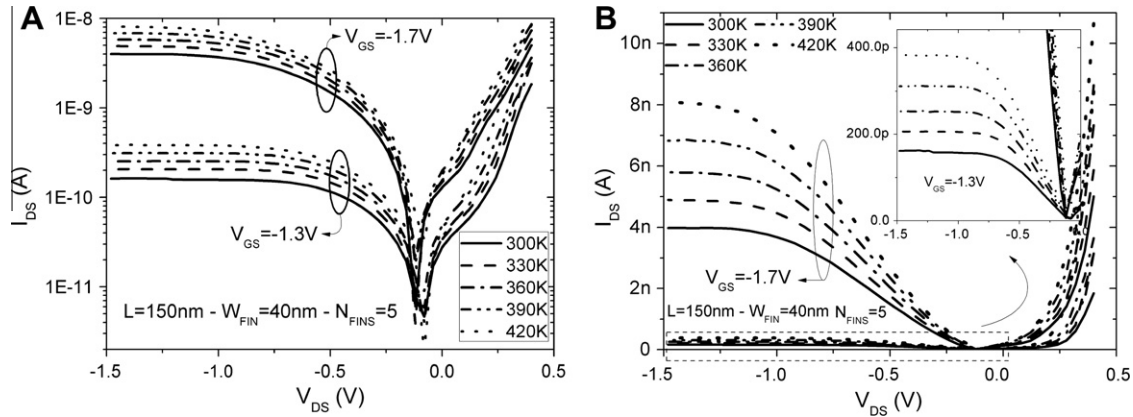 A
1E-8
1E-9
1E-10
1E-11
I_DS (A)
V_GS=-1.7V
V_GS=-1.3V
300K
330K
360K
390K
420K
L=150nm - W_FIN=40nm - N_FINS=5
-1.5 -1.0 -0.5 0.0 0.5
V_DS (V)
B
10n
8n
6n
4n
2n
0
I_DS (A)
300K 390K
330K 420K
360K
400.0p
200.0p
0.0
V_GS=-1.3V
-1.5 -1.0 -0.5 0.0
V_GS=-1.7V
L=150nm - W_FIN=40nm N_FINS=5
-1.5 -1.0 -0.5 0.0 0.5
V_DS (V)